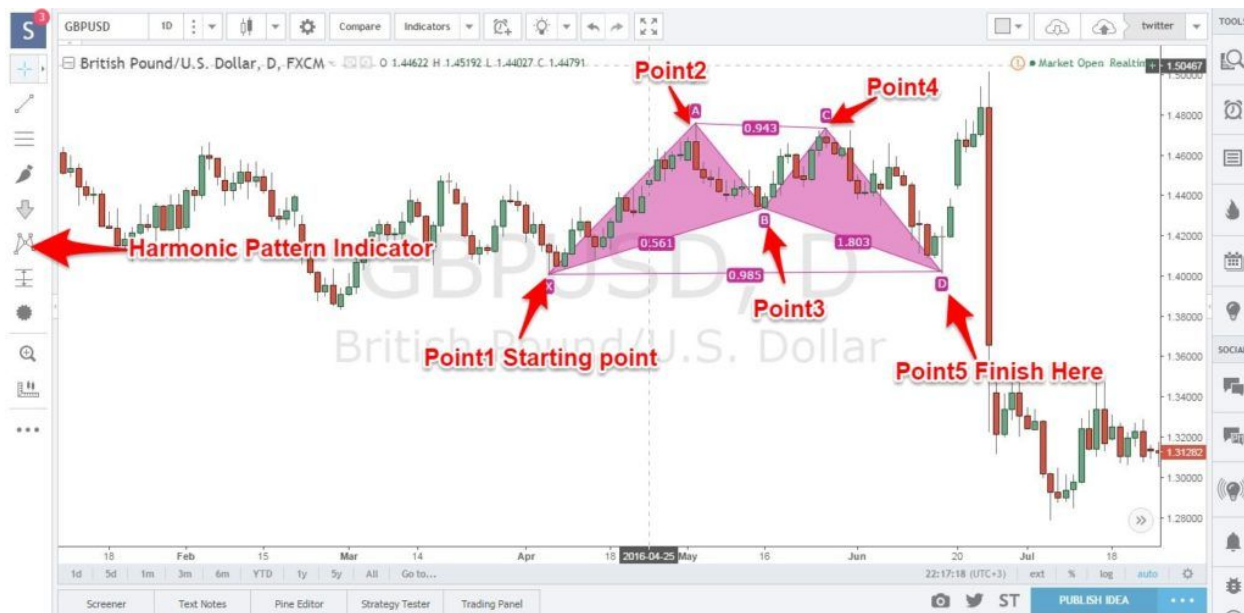 S 3
GBPUSD 1D Compare Indicators twitter
TOOLS
British Pound/U.S. Dollar, D, FXCM O 1.44622 H 1.45192 L 1.44027 C 1.44791
Market Open Realtim
1.50467
1.50000
Point2
Point4
A
C
0.943
1.48000
1.46000
1.44000
B
Harmonic Pattern Indicator
0.561
1.803
1.42000
GBPUSD, D
0.985
1.40000
X
D
Point3
1.38000
British Pound/U.S. Dollar
Point1 Starting point
1.36000
Point5 Finish Here
SOCIAL
1.34000
1.32000
1.31282
1.30000
1.28000
18 Feb 15 Mar 14 Apr 18 2016-04-25 May 16 Jun 20 Jul 18
1d 5d 1m 3m 6m YTD 1y 5y All Go to... 22:17:18 (UTC+3) ext % log auto
Screener Text Notes Pine Editor Strategy Tester Trading Panel ST PUBLISH IDEA